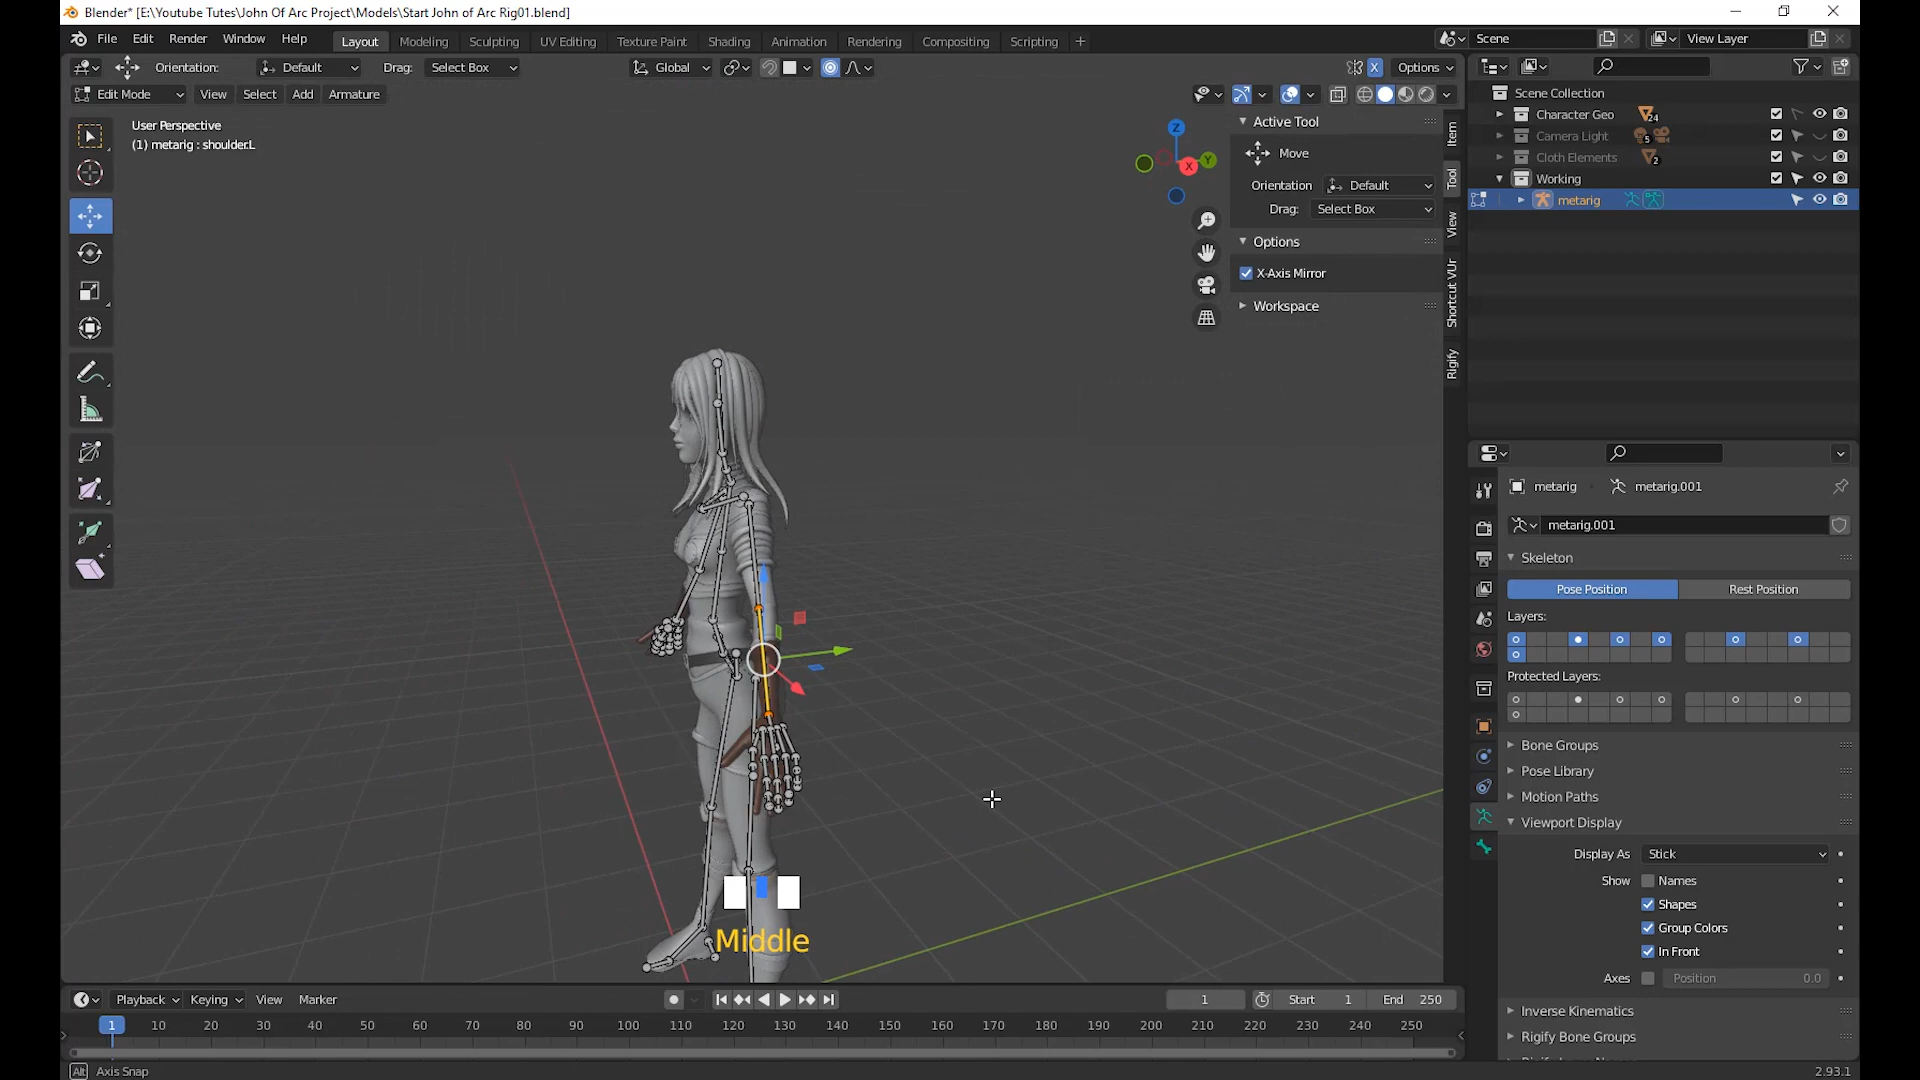 Blender* [E:\Youtube Tutes\John Of Arc Project\Models\Start John of Arc Rig01.blend]
File Edit Render Window Help Layout Modeling Sculpting UV Editing Texture Paint Shading Animation Rendering Compositing Scripting + Scene View Layer
Orientation: Default Drag: Select Box Global X Options
Edit Mode View Select Add Armature
User Perspective
(1) metarig : shoulder.L
Z
Y
X
Active Tool
Move
Orientation Default
Drag: Select Box
Options
X-Axis Mirror
Workspace
Item
Tool
View
Shortcut VUr
Rigify
Scene Collection
Character Geo 24
Camera Light 5
Cloth Elements 2
Working
metarig
metarig metarig.001
metarig.001
Skeleton
Pose Position Rest Position
Layers:
Protected Layers:
Bone Groups
Pose Library
Motion Paths
Viewport Display
Display As Stick
Show Names
Shapes
Group Colors
In Front
Axes Position 0.0
Inverse Kinematics
Rigify Bone Groups
Middle
Playback Keying View Marker 1 Start 1 End 250
1 10 20 30 40 50 60 70 80 90 100 110 120 130 140 150 160 170 180 190 200 210 220 230 240 250
Alt Axis Snap 2.93.1